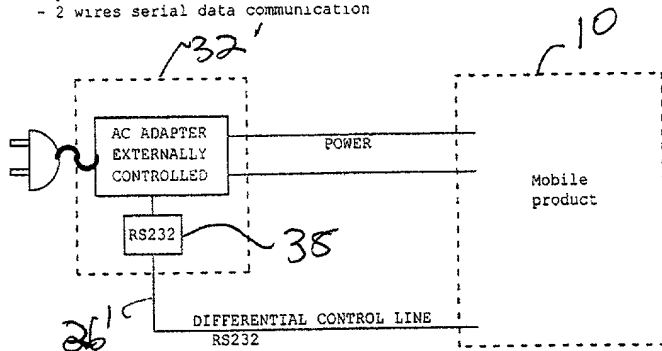 - 2 wires serial data communication
32'
10
AC ADAPTER
EXTERNALLY
CONTROLLED
POWER
Mobile
product
RS232
38
26'
DIFFERENTIAL CONTROL LINE
RS232